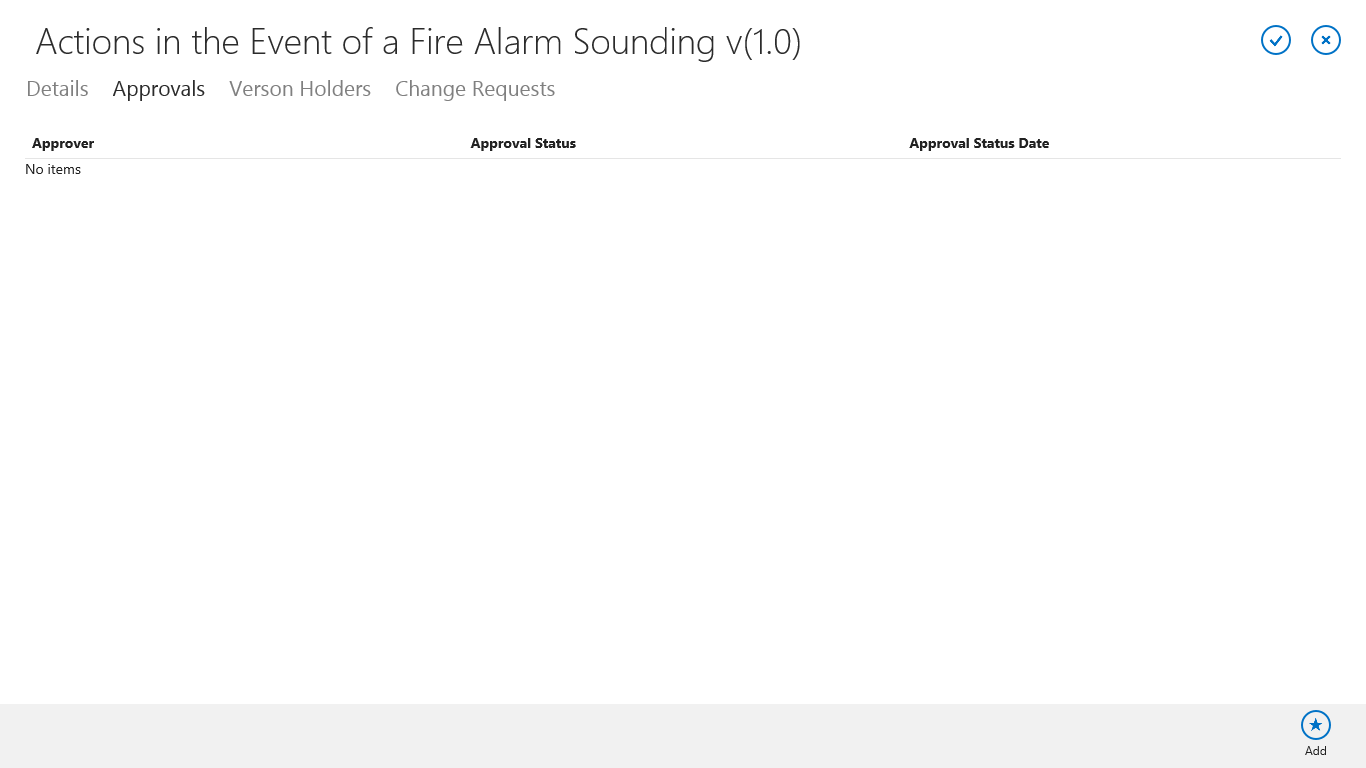 Actions in the Event of a Fire Alarm Sounding v(1.0)
Details Approvals Verson Holders Change Requests
Approver Approval Status Approval Status Date
No items
Add